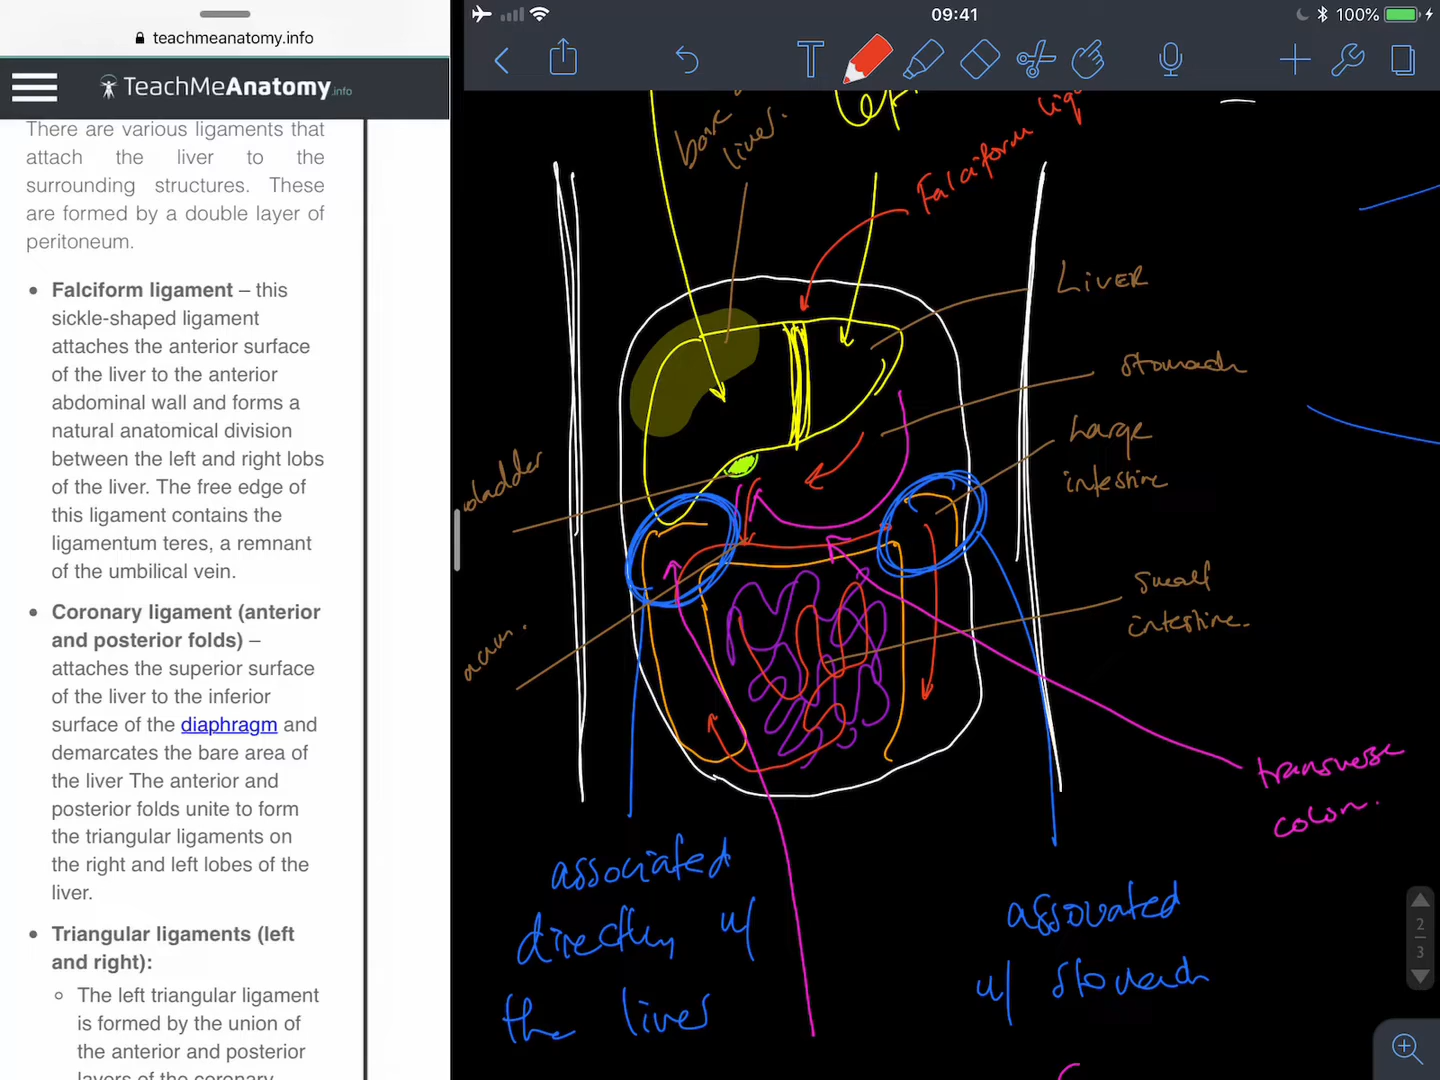 teachmeanatomy.info
TeachMeAnatomy.info
There are various ligaments that
attach the liver to the
surrounding structures. These
are formed by a double layer of
peritoneum.
Falciform ligament – this
sickle-shaped ligament
attaches the anterior surface
of the liver to the anterior
abdominal wall and forms a
natural anatomical division
between the left and right lobs
of the liver. The free edge of
this ligament contains the
ligamentum teres, a remnant
of the umbilical vein.
Coronary ligament (anterior
and posterior folds) –
attaches the superior surface
of the liver to the inferior
surface of the diaphragm and
demarcates the bare area of
the liver The anterior and
posterior folds unite to form
the triangular ligaments on
the right and left lobes of the
liver.
Triangular ligaments (left
and right):
The left triangular ligament
is formed by the union of
the anterior and posterior
layers of the coronary
09:41
100%
T
liver.
Falciform
LIVER
stomach
Large
intestine
small
intestine.
transverse
colon.
associated
directly w/
the liver
associated
w/ stomach
2
3